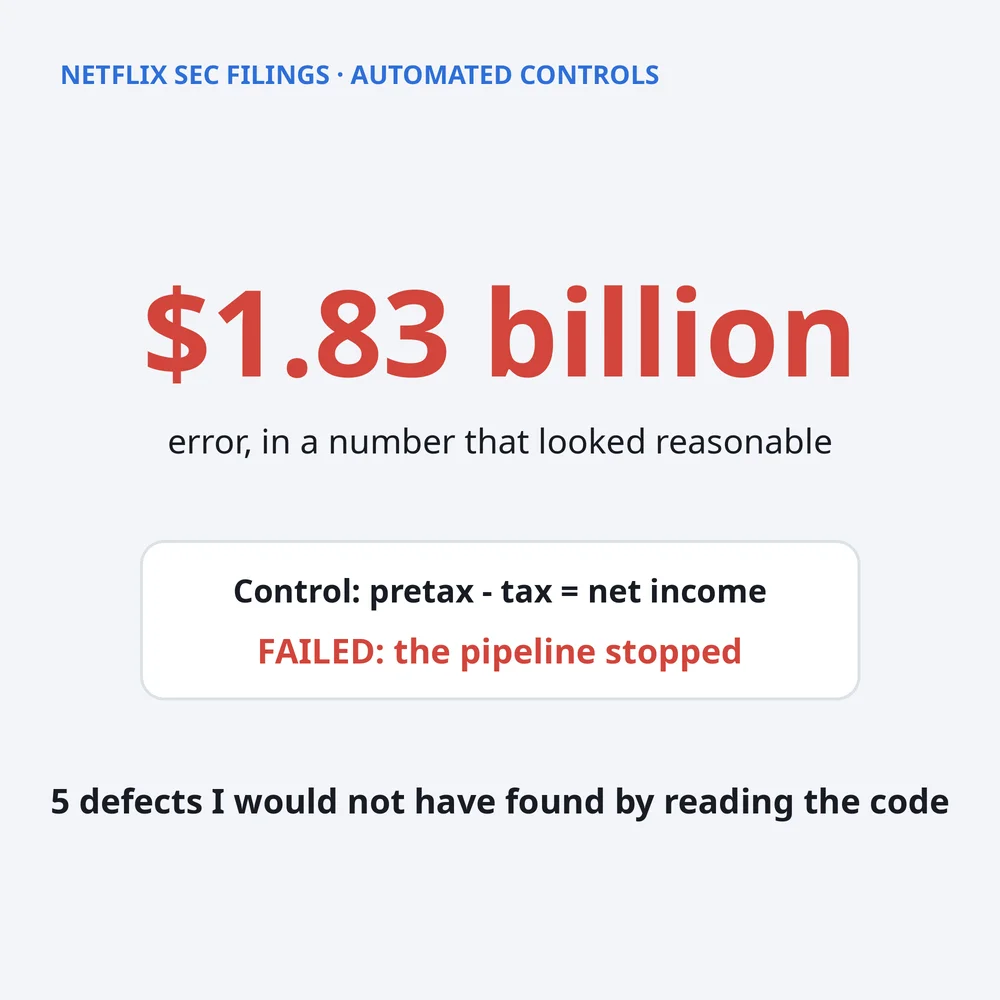 NETFLIX SEC FILINGS · AUTOMATED CONTROLS
$1.83 billion
error, in a number that looked reasonable
Control: pretax - tax = net income
FAILED: the pipeline stopped
5 defects I would not have found by reading the code